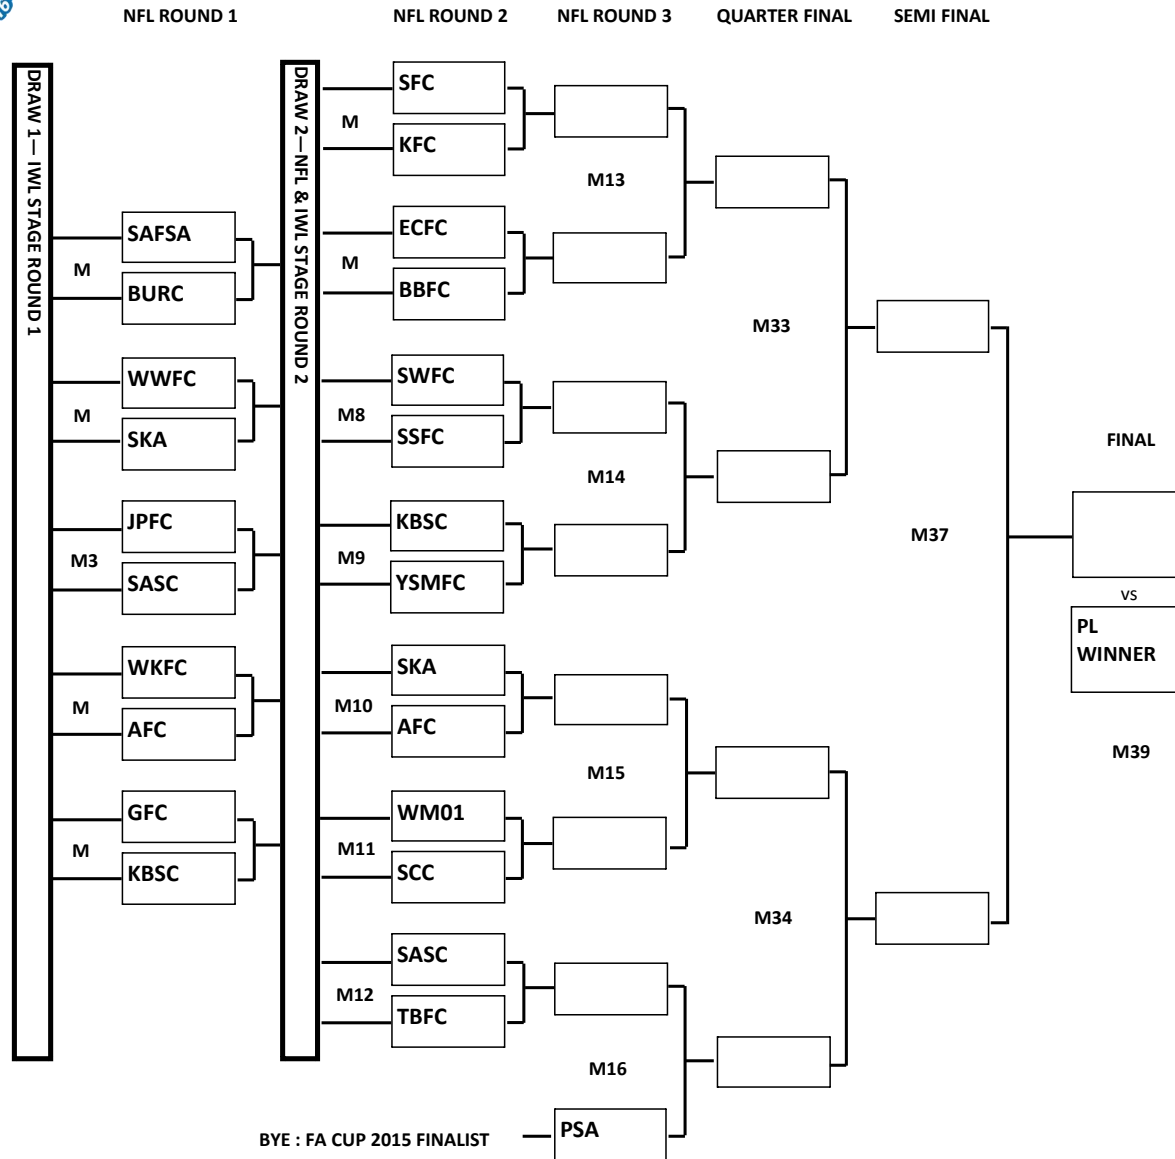 NFL ROUND 1
NFL ROUND 2
NFL ROUND 3
QUARTER FINAL
SEMI FINAL
DRAW 1— IWL STAGE ROUND 1
SAFSA
M
BURC
WWFC
M
SKA
JPFC
M3
SASC
WKFC
M
AFC
GFC
M
KBSC
DRAW 2—NFL & IWL STAGE ROUND 2
SFC
M
KFC
ECFC
M
BBFC
SWFC
M8
SSFC
KBSC
M9
YSMFC
SKA
M10
AFC
WM01
M11
SCC
SASC
M12
TBFC
M13
M14
M15
M16
BYE : FA CUP 2015 FINALIST
PSA
M33
M34
M37
FINAL
vs
PL
WINNER
M39